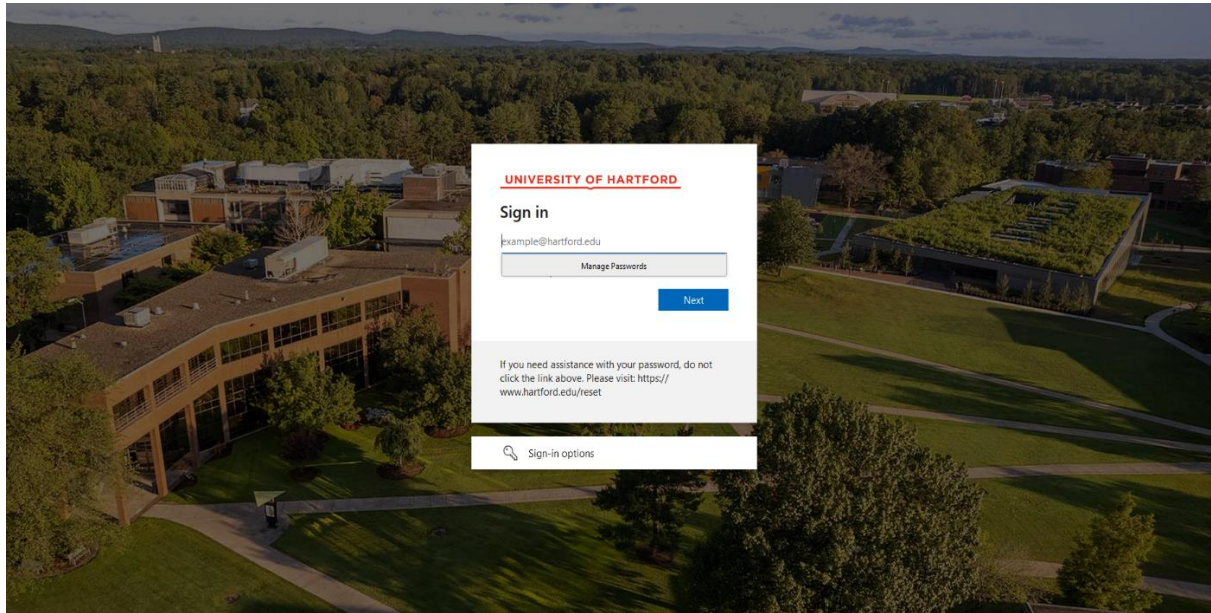 UNIVERSITY OF HARTFORD
Sign in
example@hartford.edu
Manage Passwords
Next
If you need assistance with your password, do not
click the link above. Please visit: https://
www.hartford.edu/reset
Sign-in options